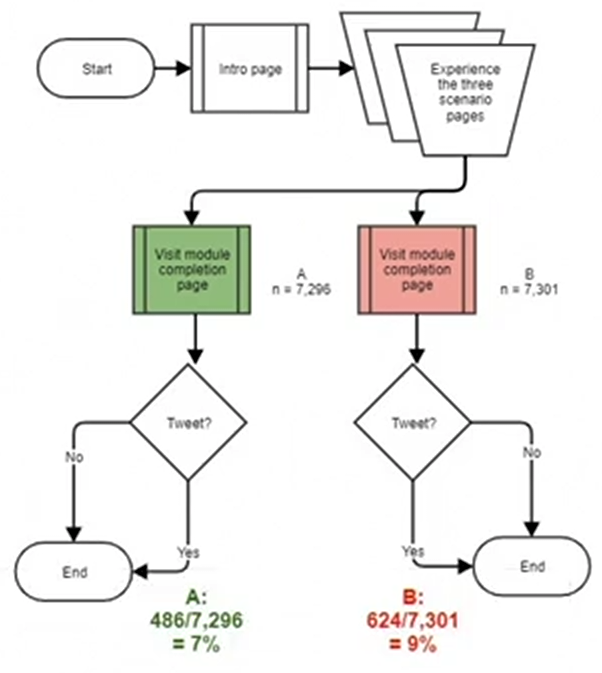 Start
Intro page
Experience
the three
scenario
pages
Visit module
completion
page
A
n = 7,296
Visit module
completion
page
B
n = 7,301
Tweet?
Tweet?
No
No
Yes
Yes
End
End
A:
486/7,296
= 7%
B:
624/7,301
= 9%